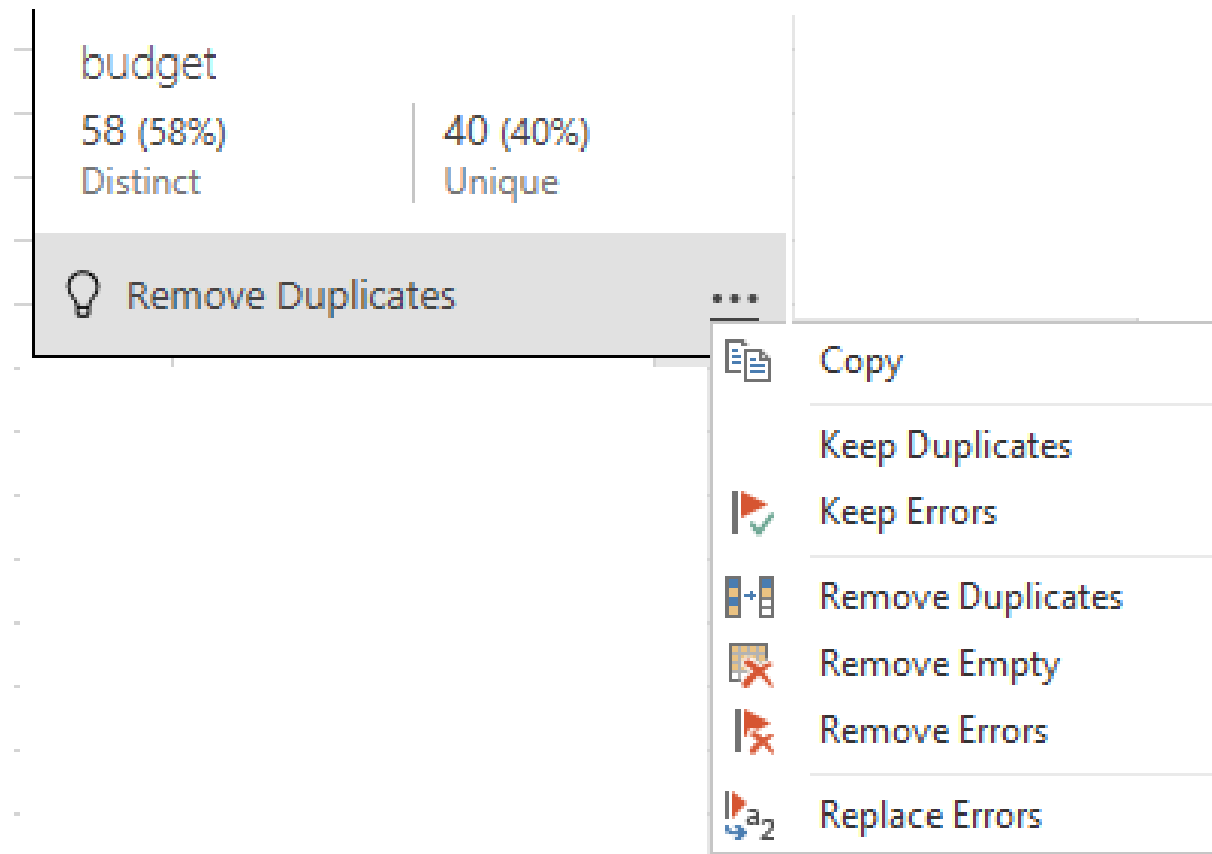 budget
58 (58%) 40 (40%)
Distinct Unique
Remove Duplicates ...
Copy
Keep Duplicates
Keep Errors
Remove Duplicates
Remove Empty
Remove Errors
Replace Errors